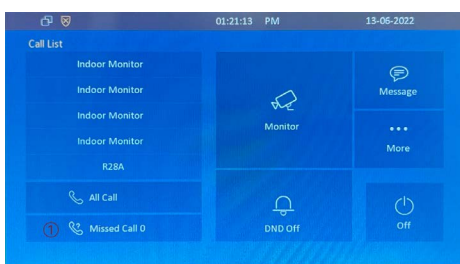 01:21:13 PM 13-06-2022
Call List
Indoor Monitor
Indoor Monitor
Indoor Monitor
Indoor Monitor
R28A
All Call
① Missed Call 0
Monitor
DND Off
Message
More
Off